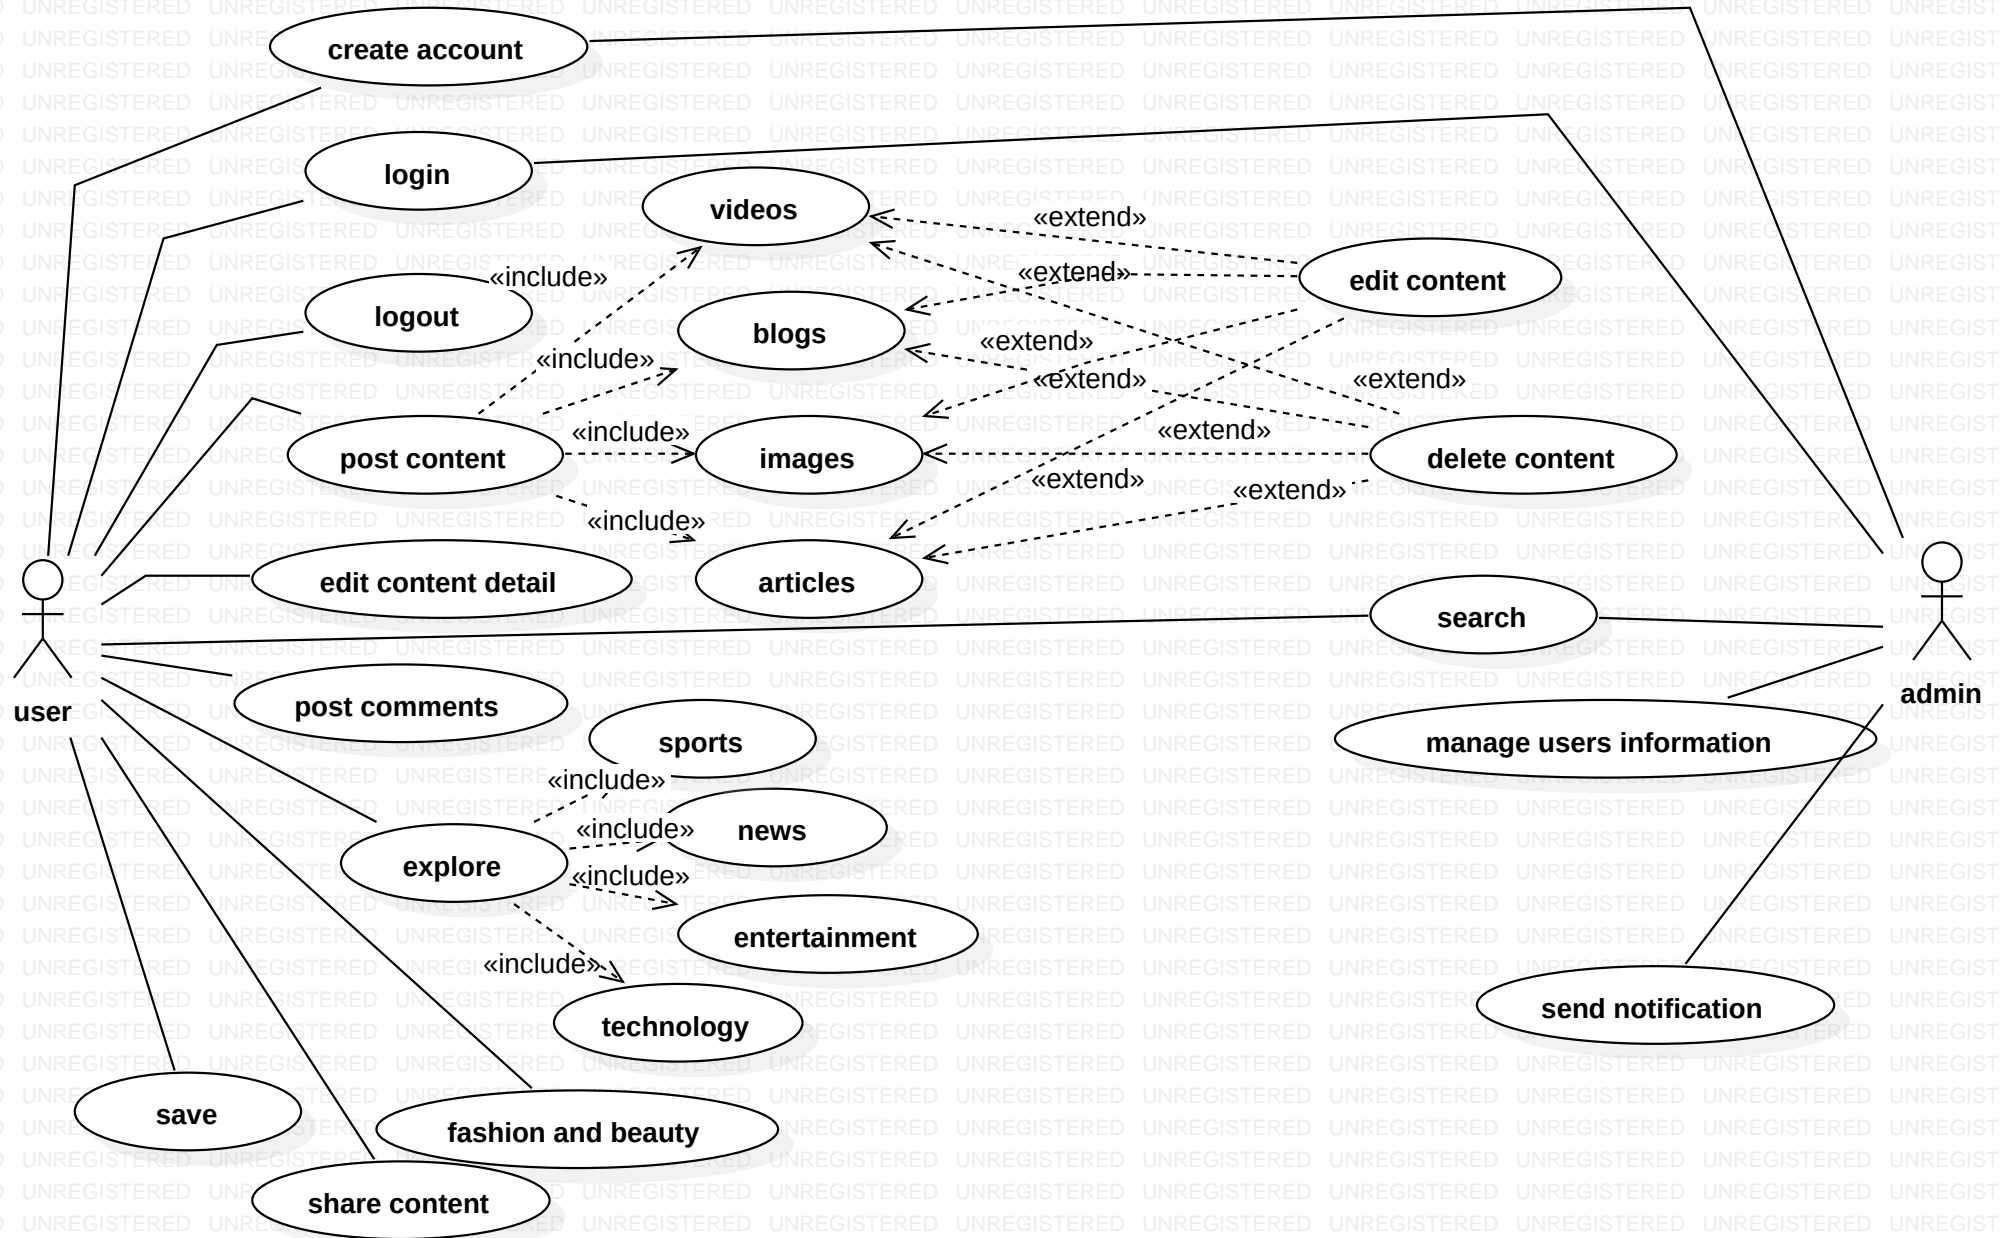 create account
login
videos
«extend»
«include»
«extend»
edit content
logout
blogs
«extend»
«include»
«extend»
«extend»
«include»
«extend»
post content
images
delete content
«extend»
«extend»
«include»
edit content detail
articles
search
user
post comments
admin
sports
manage users information
«include»
«include»
news
explore
«include»
entertainment
«include»
technology
send notification
save
fashion and beauty
share content
UNREGISTERED